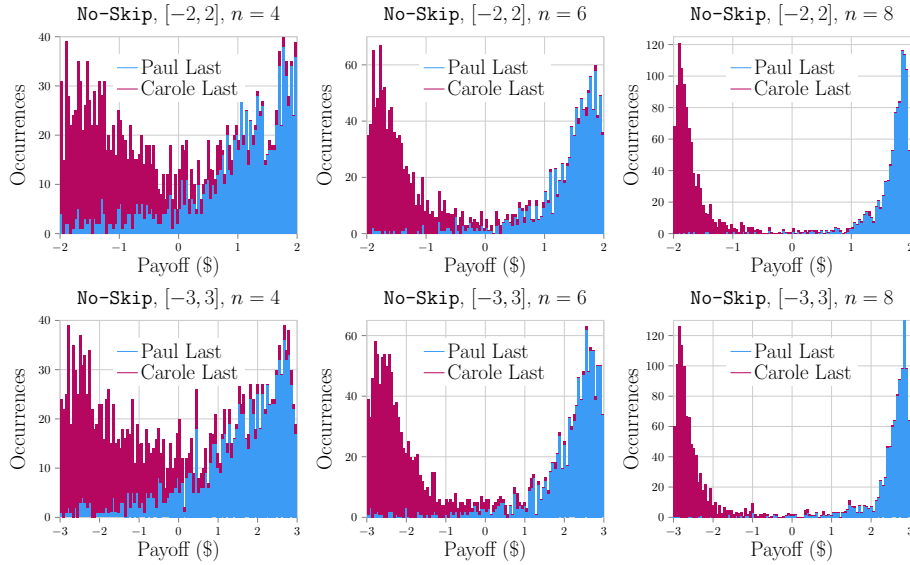 No-Skip, [−2, 2], n = 4
40
30
20
10
0
Occurrences
Paul Last
Carole Last
−2
−1
0
1
2
Payoff ($)
No-Skip, [−2, 2], n = 6
60
40
20
0
Occurrences
Paul Last
Carole Last
−2
−1
0
1
2
Payoff ($)
No-Skip, [−2, 2], n = 8
120
100
80
60
40
20
0
Occurrences
Paul Last
Carole Last
−2
−1
0
1
2
Payoff ($)
No-Skip, [−3, 3], n = 4
40
30
20
10
0
Occurrences
Paul Last
Carole Last
−3
−2
−1
0
1
2
3
Payoff ($)
No-Skip, [−3, 3], n = 6
60
40
20
0
Occurrences
Paul Last
Carole Last
−3
−2
−1
0
1
2
3
Payoff ($)
No-Skip, [−3, 3], n = 8
120
100
80
60
40
20
0
Occurrences
Paul Last
Carole Last
−3
−2
−1
0
1
2
3
Payoff ($)